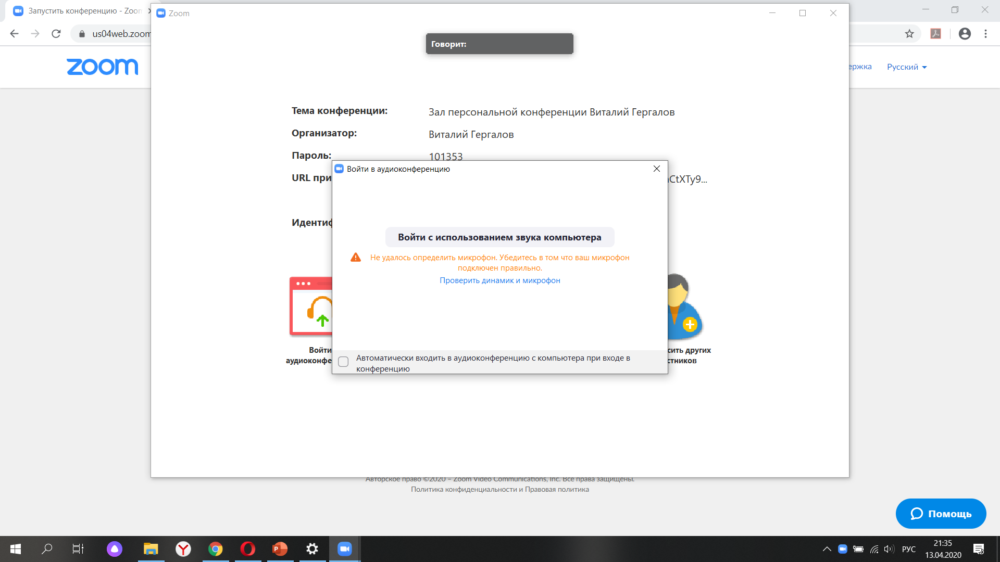 Запустить конференцию - Zoom
Zoom
us04web.zoom
Говорит:
zoom
ержка
Русский
Тема конференции:
Зал персональной конференции Виталий Гергалов
Организатор:
Виталий Гергалов
Пароль:
101353
Войти в аудиоконференцию
URL при
CtXTy9...
Идентиф
Войти с использованием звука компьютера
Не удалось определить микрофон. Убедитесь в том что ваш микрофон
подключен правильно.
Проверить динамик и микрофон
Войти
аудиоконфе
сить других
стников
Автоматически входить в аудиоконференцию с компьютера при входе в
конференцию
Авторское право ©2020 – Zoom Video Communications, Inc. Все права защищены.
Политика конфиденциальности и Правовая политика
Помощь
РУС
21:35
13.04.2020